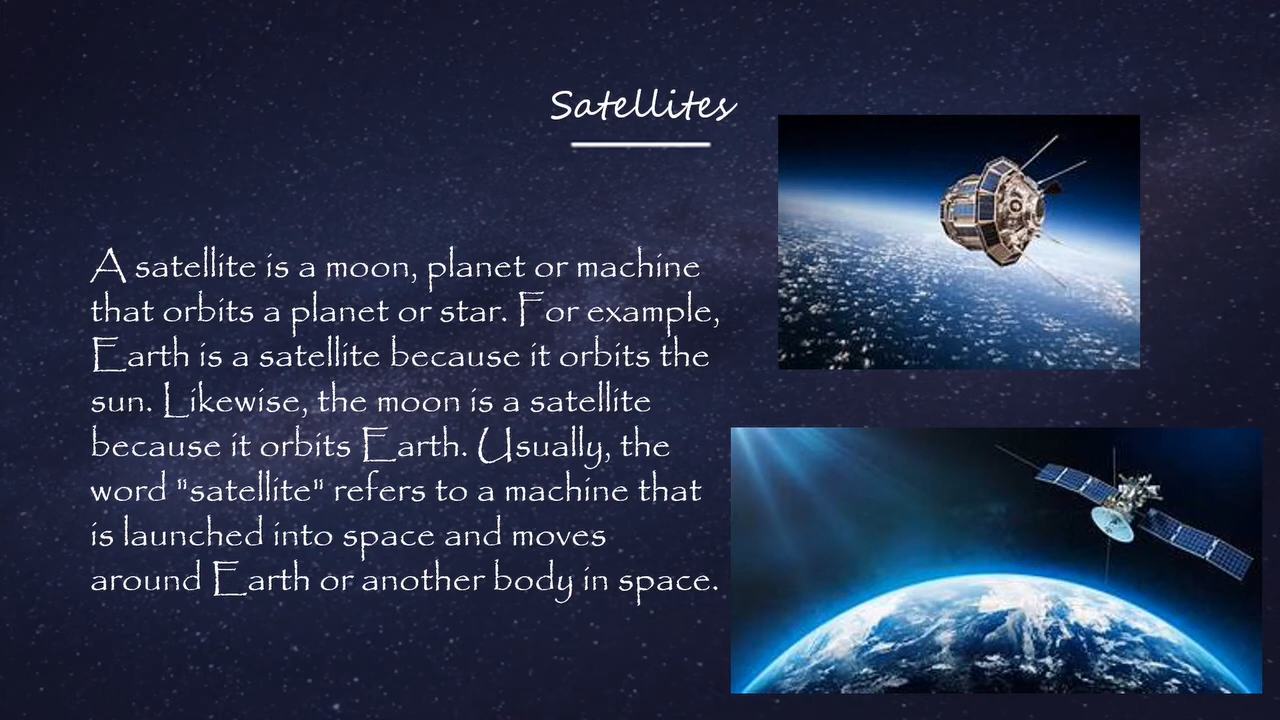 Satellites
A satellite is a moon, planet or machine
that orbits a planet or star. For example,
Earth is a satellite because it orbits the
sun. Likewise, the moon is a satellite
because it orbits Earth. Usually, the
word "satellite" refers to a machine that
is launched into space and moves
around Earth or another body in space.